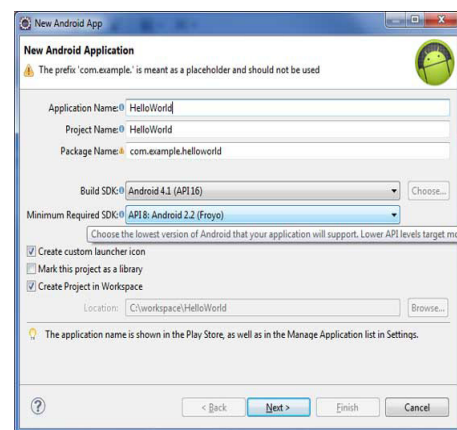 New Android App
New Android Application
The prefix 'com.example.' is meant as a placeholder and should not be used
Application Name: HelloWorld
Project Name: HelloWorld
Package Name: com.example.helloworld
Build SDK: Android 4.1 (API 16) Choose...
Minimum Required SDK: API 8: Android 2.2 (Froyo)
Choose the lowest version of Android that your application will support. Lower API levels target mo
Create custom launcher icon
Mark this project as a library
Create Project in Workspace
Location: C:\workspace\HelloWorld Browse...
The application name is shown in the Play Store, as well as in the Manage Application list in Settings.
? < Back Next > Finish Cancel